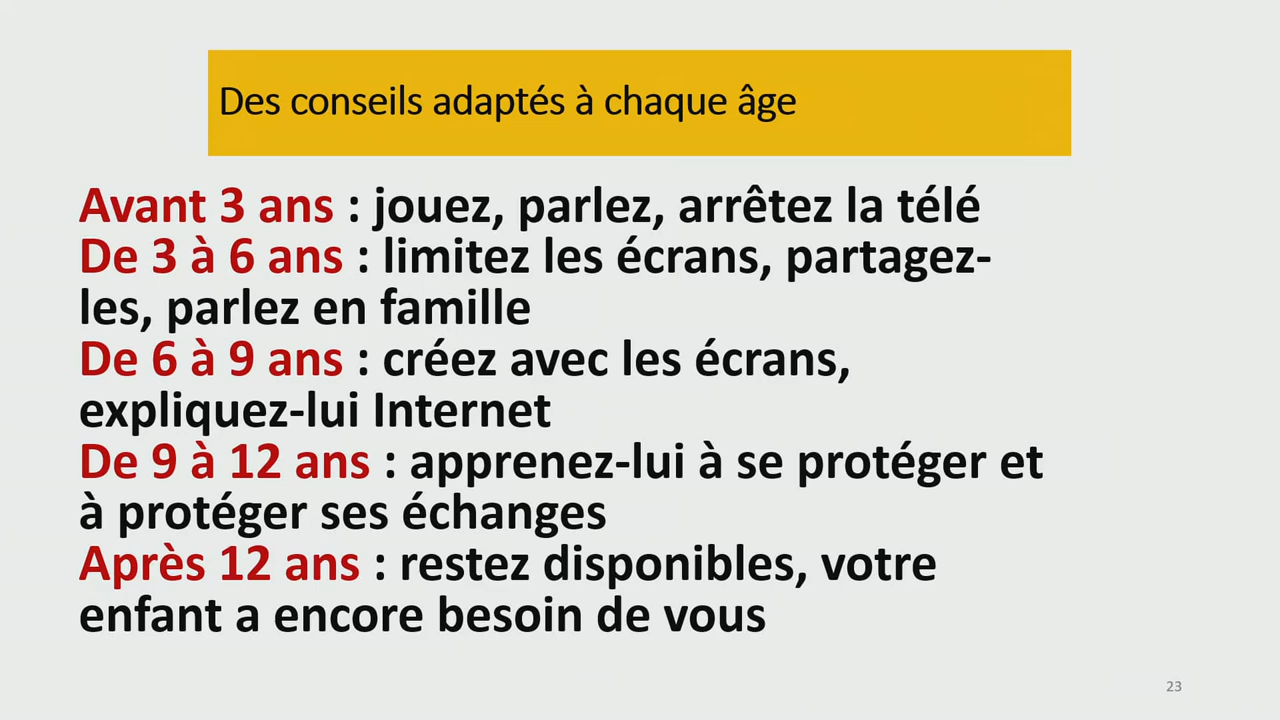 Des conseils adaptés à chaque âge
Avant 3 ans : jouez, parlez, arrêtez la télé
De 3 à 6 ans : limitez les écrans, partagez-
les, parlez en famille
De 6 à 9 ans : créez avec les écrans,
expliquez-lui Internet
De 9 à 12 ans : apprenez-lui à se protéger et
à protéger ses échanges
Après 12 ans : restez disponibles, votre
enfant a encore besoin de vous
23